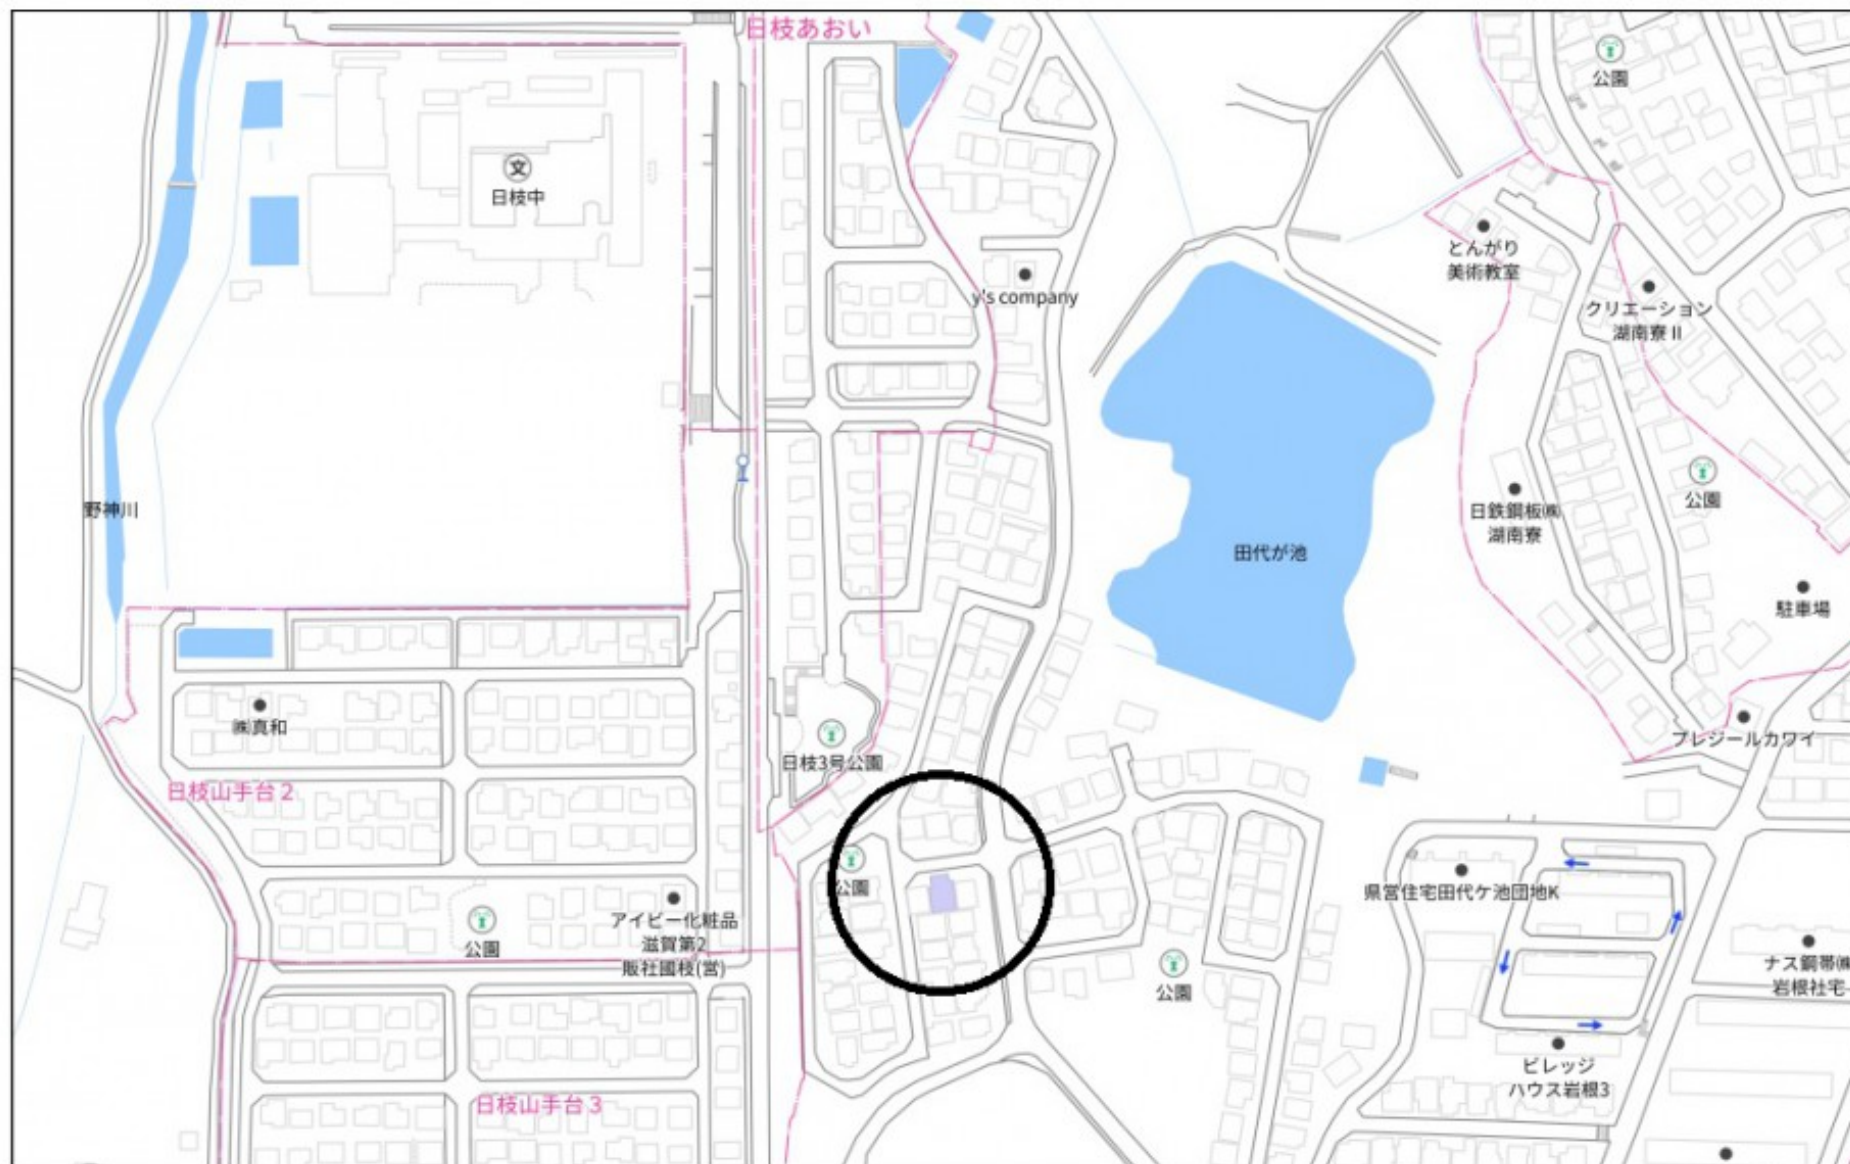 日枝あおい
公園
文
日枝中
とんがり
美術教室
y's company
クリエーション
湖南寮Ⅱ
野神川
日鉄鋼板㈱
湖南寮
公園
田代が池
駐車場
㈱真和
日枝3号公園
プレジールカワイ
日枝山手台2
公園
県営住宅田代ケ池団地K
アイビー化粧品
滋賀第2
販社國枝(営)
公園
公園
ナス鋼帯㈱
岩根社宅
ビレッジ
ハウス岩根3
日枝山手台3